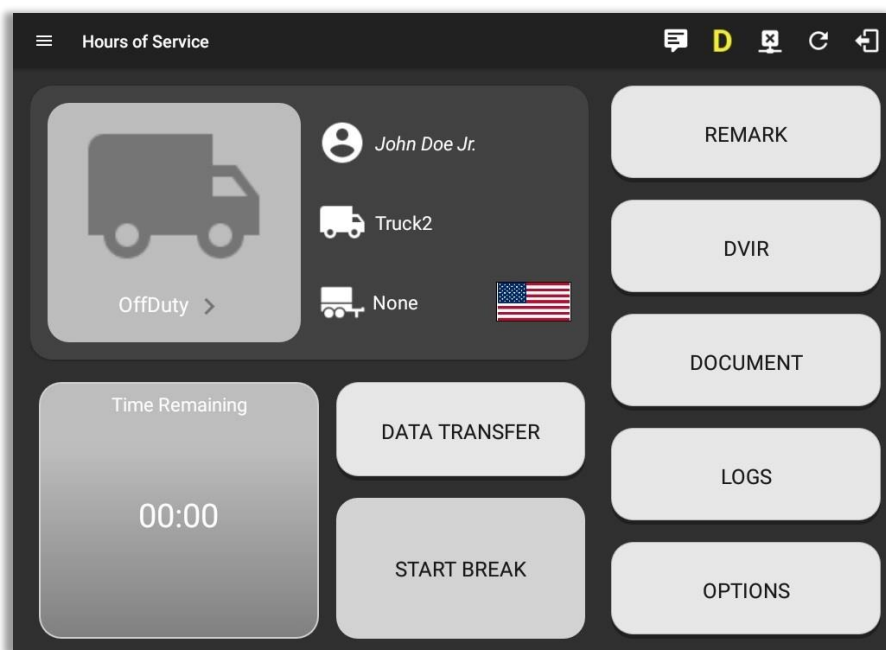 Hours of Service
D
John Doe Jr.
Truck2
None
OffDuty >
REMARK
DVIR
DOCUMENT
LOGS
OPTIONS
Time Remaining
00:00
DATA TRANSFER
START BREAK